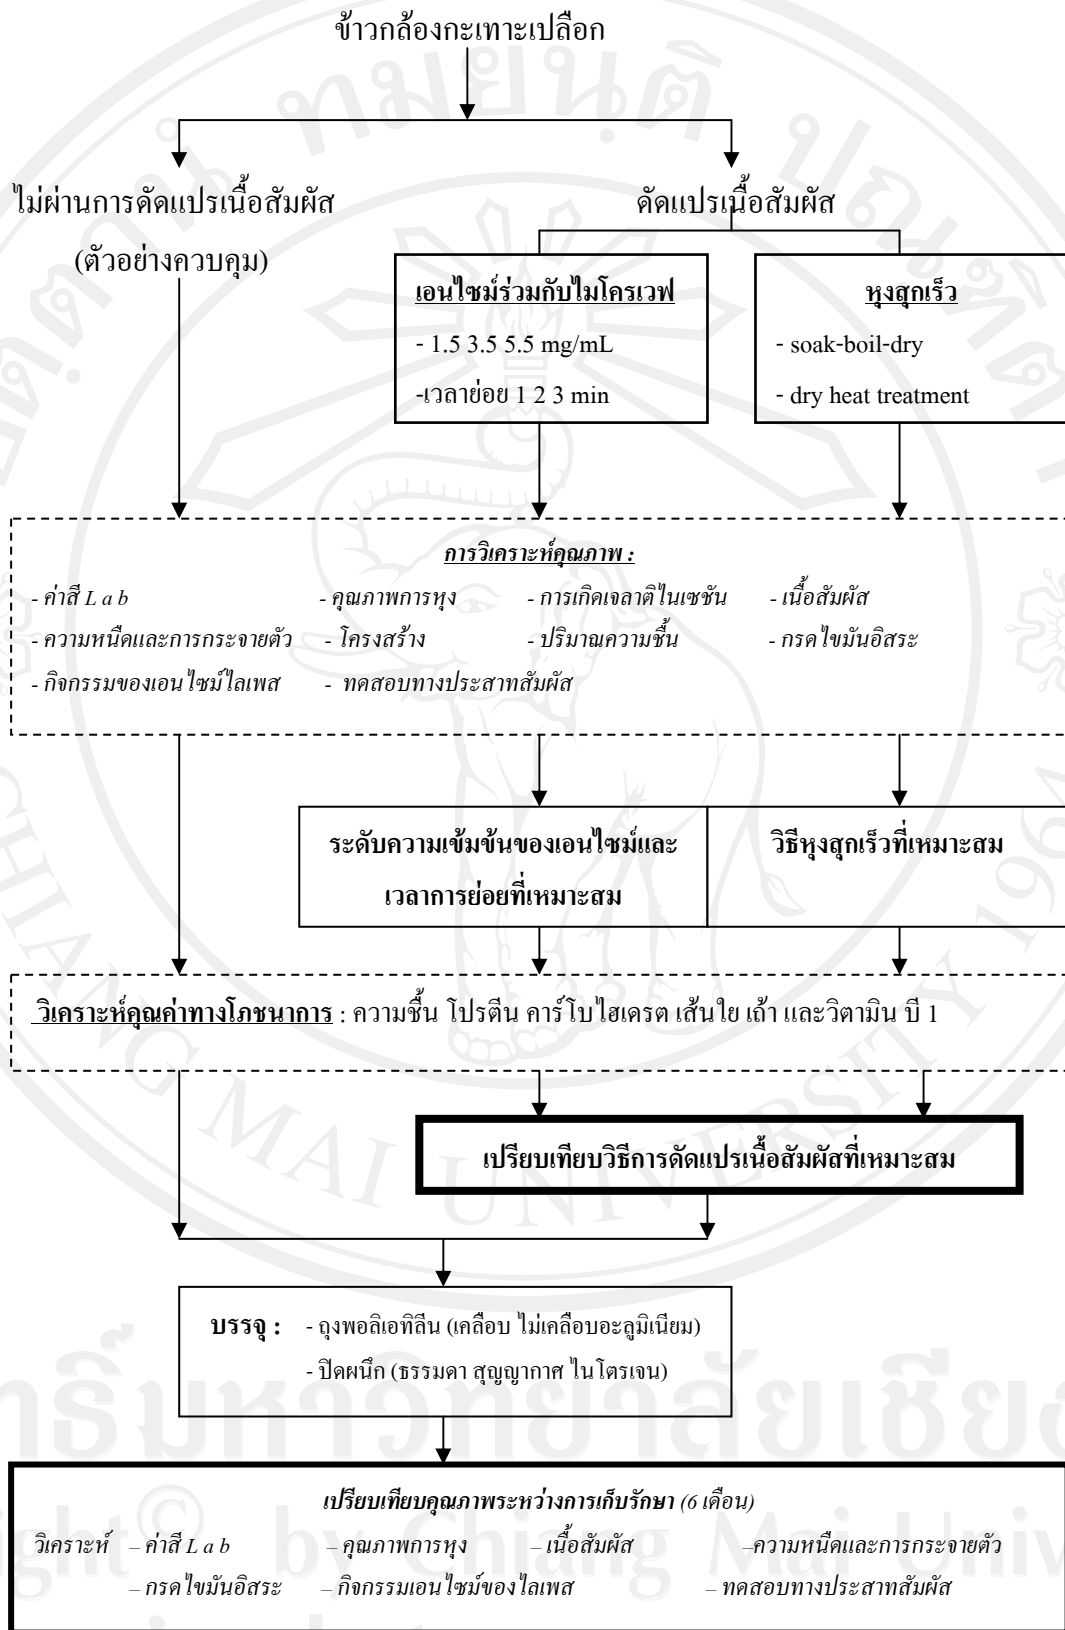 ข้าวกล้องกะเทาะเปลือก
ไม่ผ่านการดัดแปรเนื้อสัมผัส
(ตัวอย่างควบคุม)
ดัดแปรเนื้อสัมผัส
เอนไซม์ร่วมกับไมโครเวฟ
- 1.5 3.5 5.5 mg/mL
-เวลาย่อย 1 2 3 min
หุงสุกเร็ว
- soak-boil-dry
- dry heat treatment
การวิเคราะห์คุณภาพ :
- ค่าสี L a b - คุณภาพการหุง - การเกิดเจลาติไนเซชัน - เนื้อสัมผัส
- ความหนืดและการกระจายตัว - โครงสร้าง - ปริมาณความชื้น - กรดไขมันอิสระ
- กิจกรรมของเอนไซม์ไลเพส - ทดสอบทางประสาทสัมผัส
ระดับความเข้มข้นของเอนไซม์และ
เวลาการย่อยที่เหมาะสม
วิธีหุงสุกเร็วที่เหมาะสม
วิเคราะห์คุณค่าทางโภชนาการ : ความชื้น โปรตีน คาร์โบไฮเดรต เส้นใย เถ้า และวิตามิน บี 1
เปรียบเทียบวิธีการดัดแปรเนื้อสัมผัสที่เหมาะสม
บรรจุ : - ถุงพอลิเอทิลีน (เคลือบ ไม่เคลือบอะลูมิเนียม)
- ปิดผนึก (ธรรมดา สุญญากาศ ไนโตรเจน)
เปรียบเทียบคุณภาพระหว่างการเก็บรักษา (6 เดือน)
วิเคราะห์ – ค่าสี L a b – คุณภาพการหุง – เนื้อสัมผัส –ความหนืดและการกระจายตัว
– กรดไขมันอิสระ – กิจกรรมเอนไซม์ของไลเพส – ทดสอบทางประสาทสัมผัส
CHIANG MAI UNIVERSITY 1964